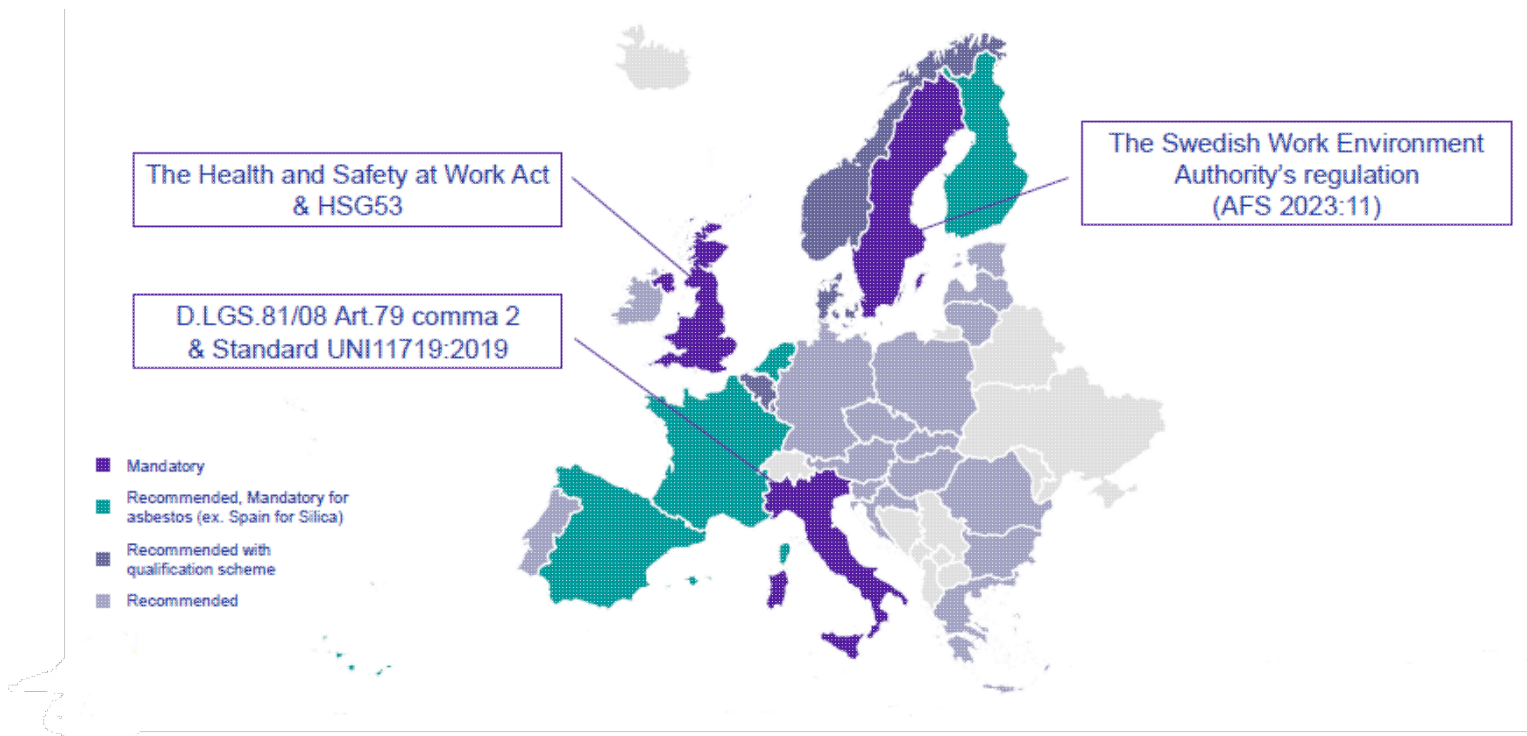 The Health and Safety at Work Act
& HSG53
The Swedish Work Environment
Authority's regulation
(AFS 2023:11)
D.LGS.81/08 Art.79 comma 2
& Standard UNI11719:2019
Mandatory
Recommended, Mandatory for
asbestos (ex. Spain for Silica)
Recommended with
qualification scheme
Recommended